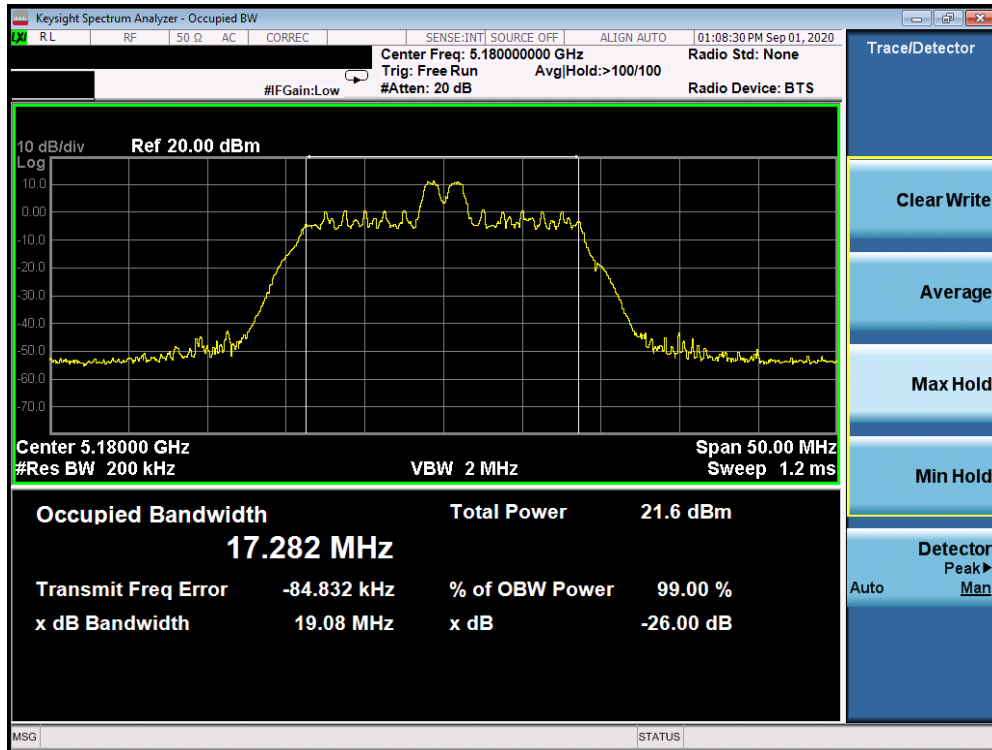 Keysight Spectrum Analyzer - Occupied BW
LXI RL RF 50 Ω AC CORREC SENSE:INT SOURCE OFF ALIGN AUTO 01:08:30 PM Sep 01, 2020
Center Freq: 5.180000000 GHz Radio Std: None
Trig: Free Run Avg|Hold:>100/100
#IFGain:Low #Atten: 20 dB Radio Device: BTS
10 dB/div Ref 20.00 dBm
Log
10.0
0.00
-10.0
-20.0
-30.0
-40.0
-50.0
-60.0
-70.0
Center 5.18000 GHz Span 50.00 MHz
#Res BW 200 kHz VBW 2 MHz Sweep 1.2 ms
Occupied Bandwidth Total Power 21.6 dBm
17.282 MHz
Transmit Freq Error -84.832 kHz % of OBW Power 99.00 %
x dB Bandwidth 19.08 MHz x dB -26.00 dB
MSG STATUS
Trace/Detector
Clear Write
Average
Max Hold
Min Hold
Detector
Peak▶
Auto Man